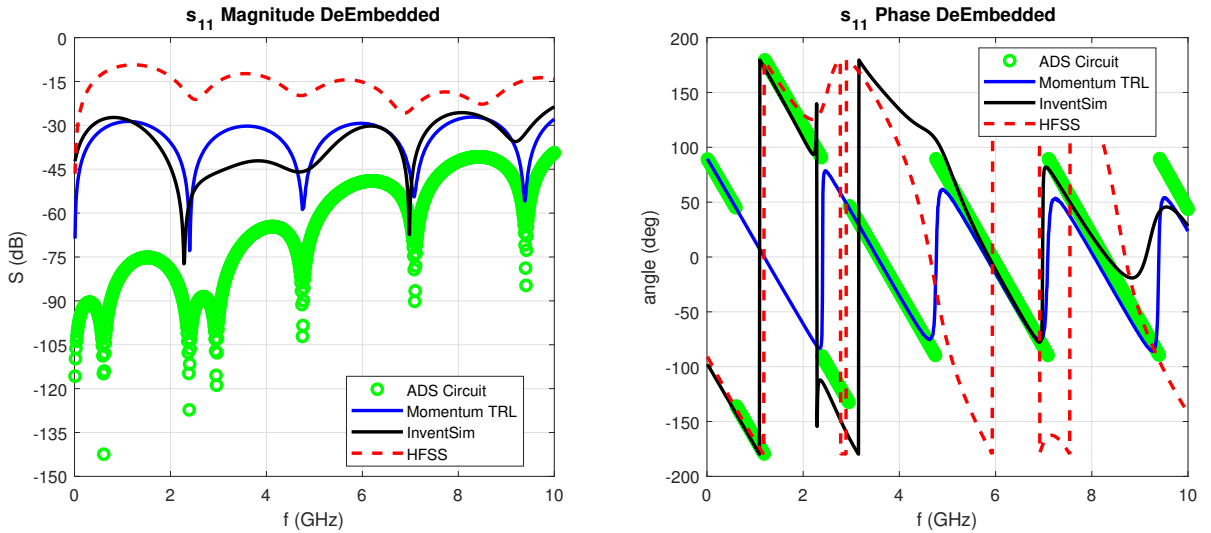 s11 Magnitude DeEmbedded
0
-15
-30
-45
-60
-75
-90
-105
-120
-135
-150
S (dB)
0 2 4 6 8 10
f (GHz)
ADS Circuit
Momentum TRL
InventSim
HFSS
s11 Phase DeEmbedded
200
150
100
50
0
-50
-100
-150
-200
angle (deg)
0 2 4 6 8 10
f (GHz)
ADS Circuit
Momentum TRL
InventSim
HFSS